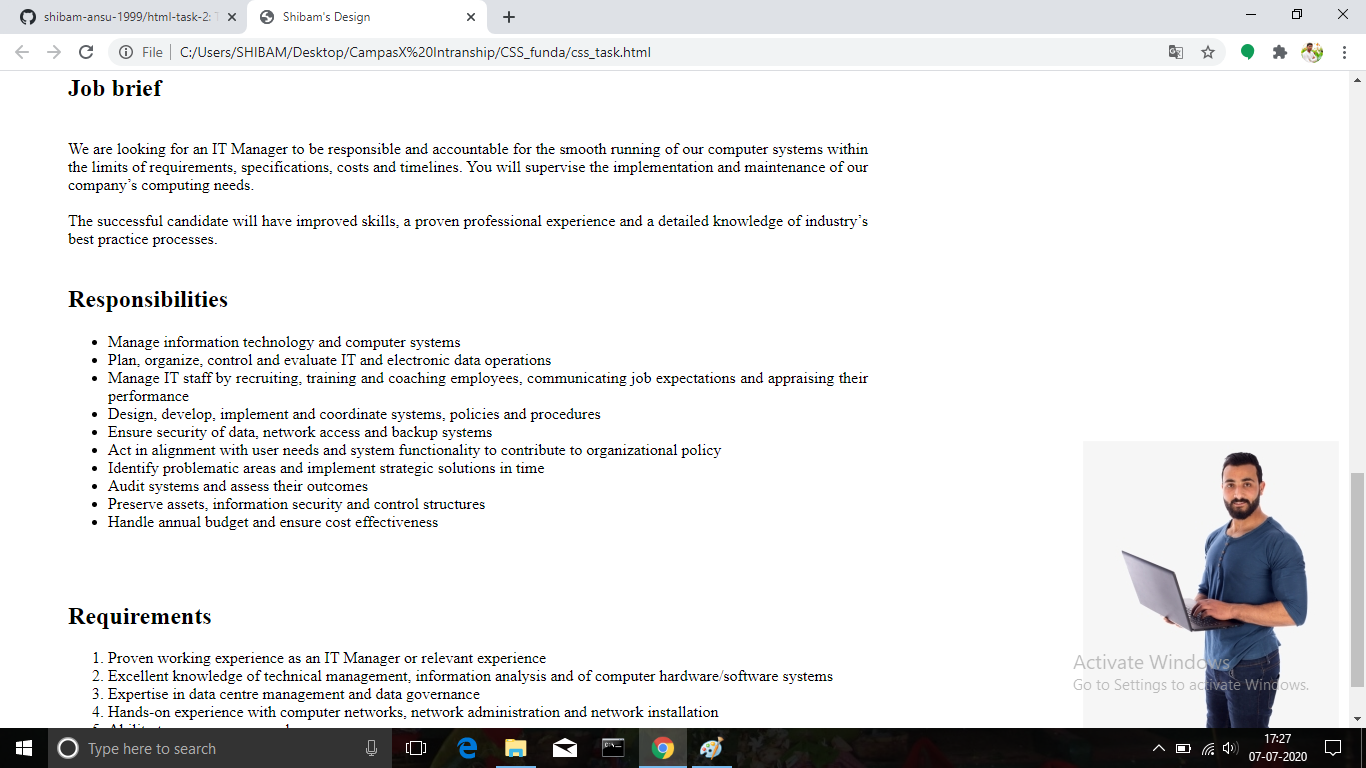 shibam-ansu-1999/html-task-2:
Shibam's Design
File
C:/Users/SHIBAM/Desktop/CampasX%20Intranship/CSS_funda/css_task.html
Job brief
We are looking for an IT Manager to be responsible and accountable for the smooth running of our computer systems within
the limits of requirements, specifications, costs and timelines. You will supervise the implementation and maintenance of our
company’s computing needs.
The successful candidate will have improved skills, a proven professional experience and a detailed knowledge of industry’s
best practice processes.
Responsibilities
• Manage information technology and computer systems
• Plan, organize, control and evaluate IT and electronic data operations
• Manage IT staff by recruiting, training and coaching employees, communicating job expectations and appraising their
performance
• Design, develop, implement and coordinate systems, policies and procedures
• Ensure security of data, network access and backup systems
• Act in alignment with user needs and system functionality to contribute to organizational policy
• Identify problematic areas and implement strategic solutions in time
• Audit systems and assess their outcomes
• Preserve assets, information security and control structures
• Handle annual budget and ensure cost effectiveness
Requirements
1. Proven working experience as an IT Manager or relevant experience
2. Excellent knowledge of technical management, information analysis and of computer hardware/software systems
3. Expertise in data centre management and data governance
4. Hands-on experience with computer networks, network administration and network installation
Activate Windows
Go to Settings to activate Windows.
Type here to search
17:27
07-07-2020